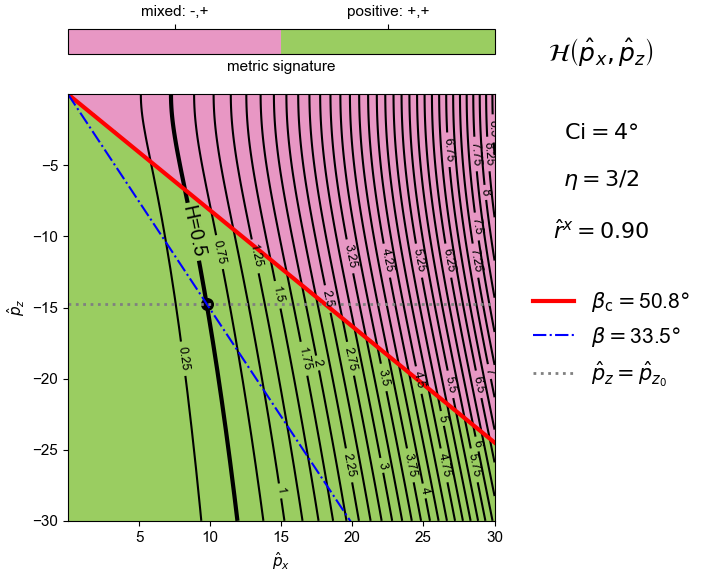 mixed: -,+ positive: +,+
metric signature
ℋ(p̂ₓ, p̂_z)
Ci = 4°
η = 3/2
r̂ˣ = 0.90
β_c = 50.8°
β = 33.5°
p̂_z = p̂_z₀
H=0.5
0.25
0.75
1
1.25
1.5
1.75
2
2.25
2.5
2.75
3
3.25
3.5
3.75
4
4.25
4.5
4.75
5
5.25
5.5
5.75
6
6.25
6.5
6.75
7
7.25
7.5
7.75
8
8.25
−5
−10
−15
−20
−25
−30
p̂_z
5 10 15 20 25 30
p̂ₓ